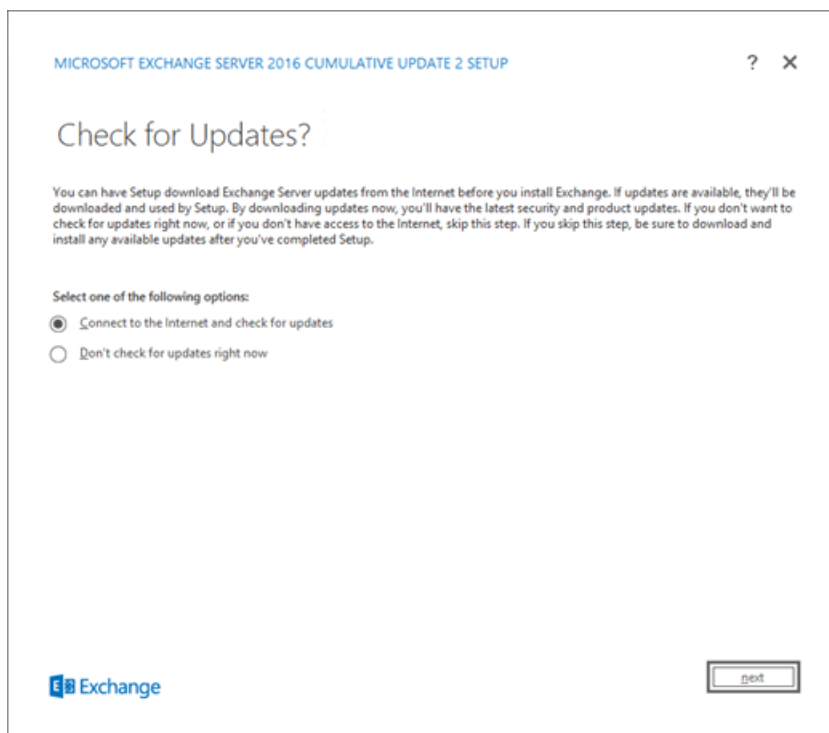 MICROSOFT EXCHANGE SERVER 2016 CUMULATIVE UPDATE 2 SETUP
?
Check for Updates?
You can have Setup download Exchange Server updates from the Internet before you install Exchange. If updates are available, they'll be
downloaded and used by Setup. By downloading updates now, you'll have the latest security and product updates. If you don't want to
check for updates right now, or if you don't have access to the Internet, skip this step. If you skip this step, be sure to download and
install any available updates after you've completed Setup.
Select one of the following options:
Connect to the Internet and check for updates
Don't check for updates right now
Exchange
next